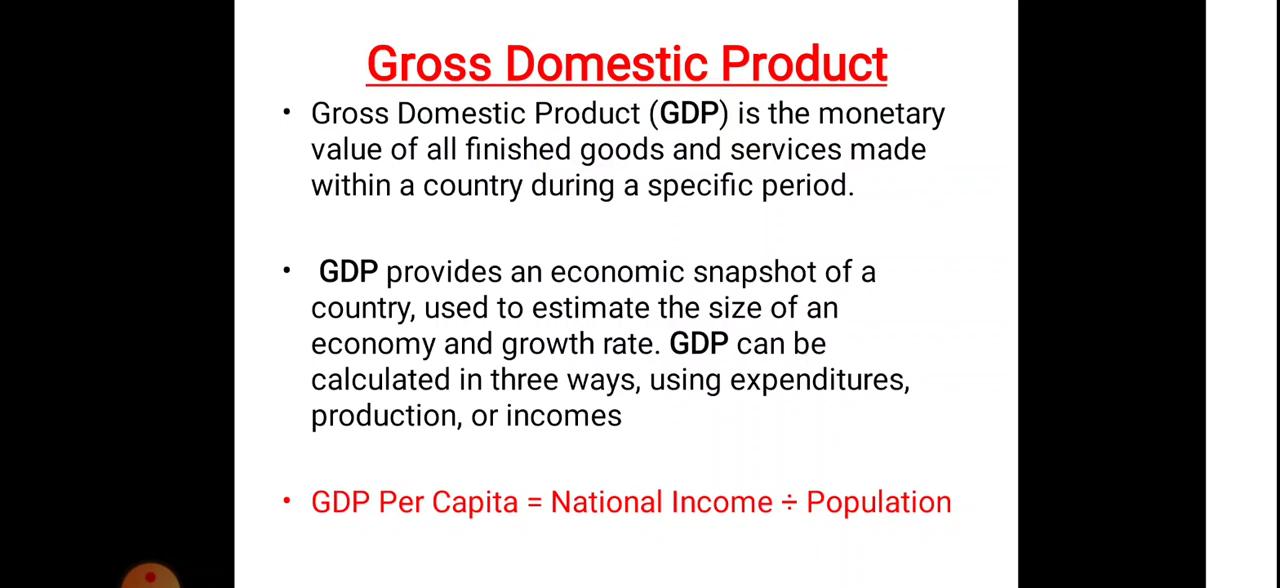 Gross Domestic Product
• Gross Domestic Product (GDP) is the monetary
value of all finished goods and services made
within a country during a specific period.
• GDP provides an economic snapshot of a
country, used to estimate the size of an
economy and growth rate. GDP can be
calculated in three ways, using expenditures,
production, or incomes
• GDP Per Capita = National Income ÷ Population